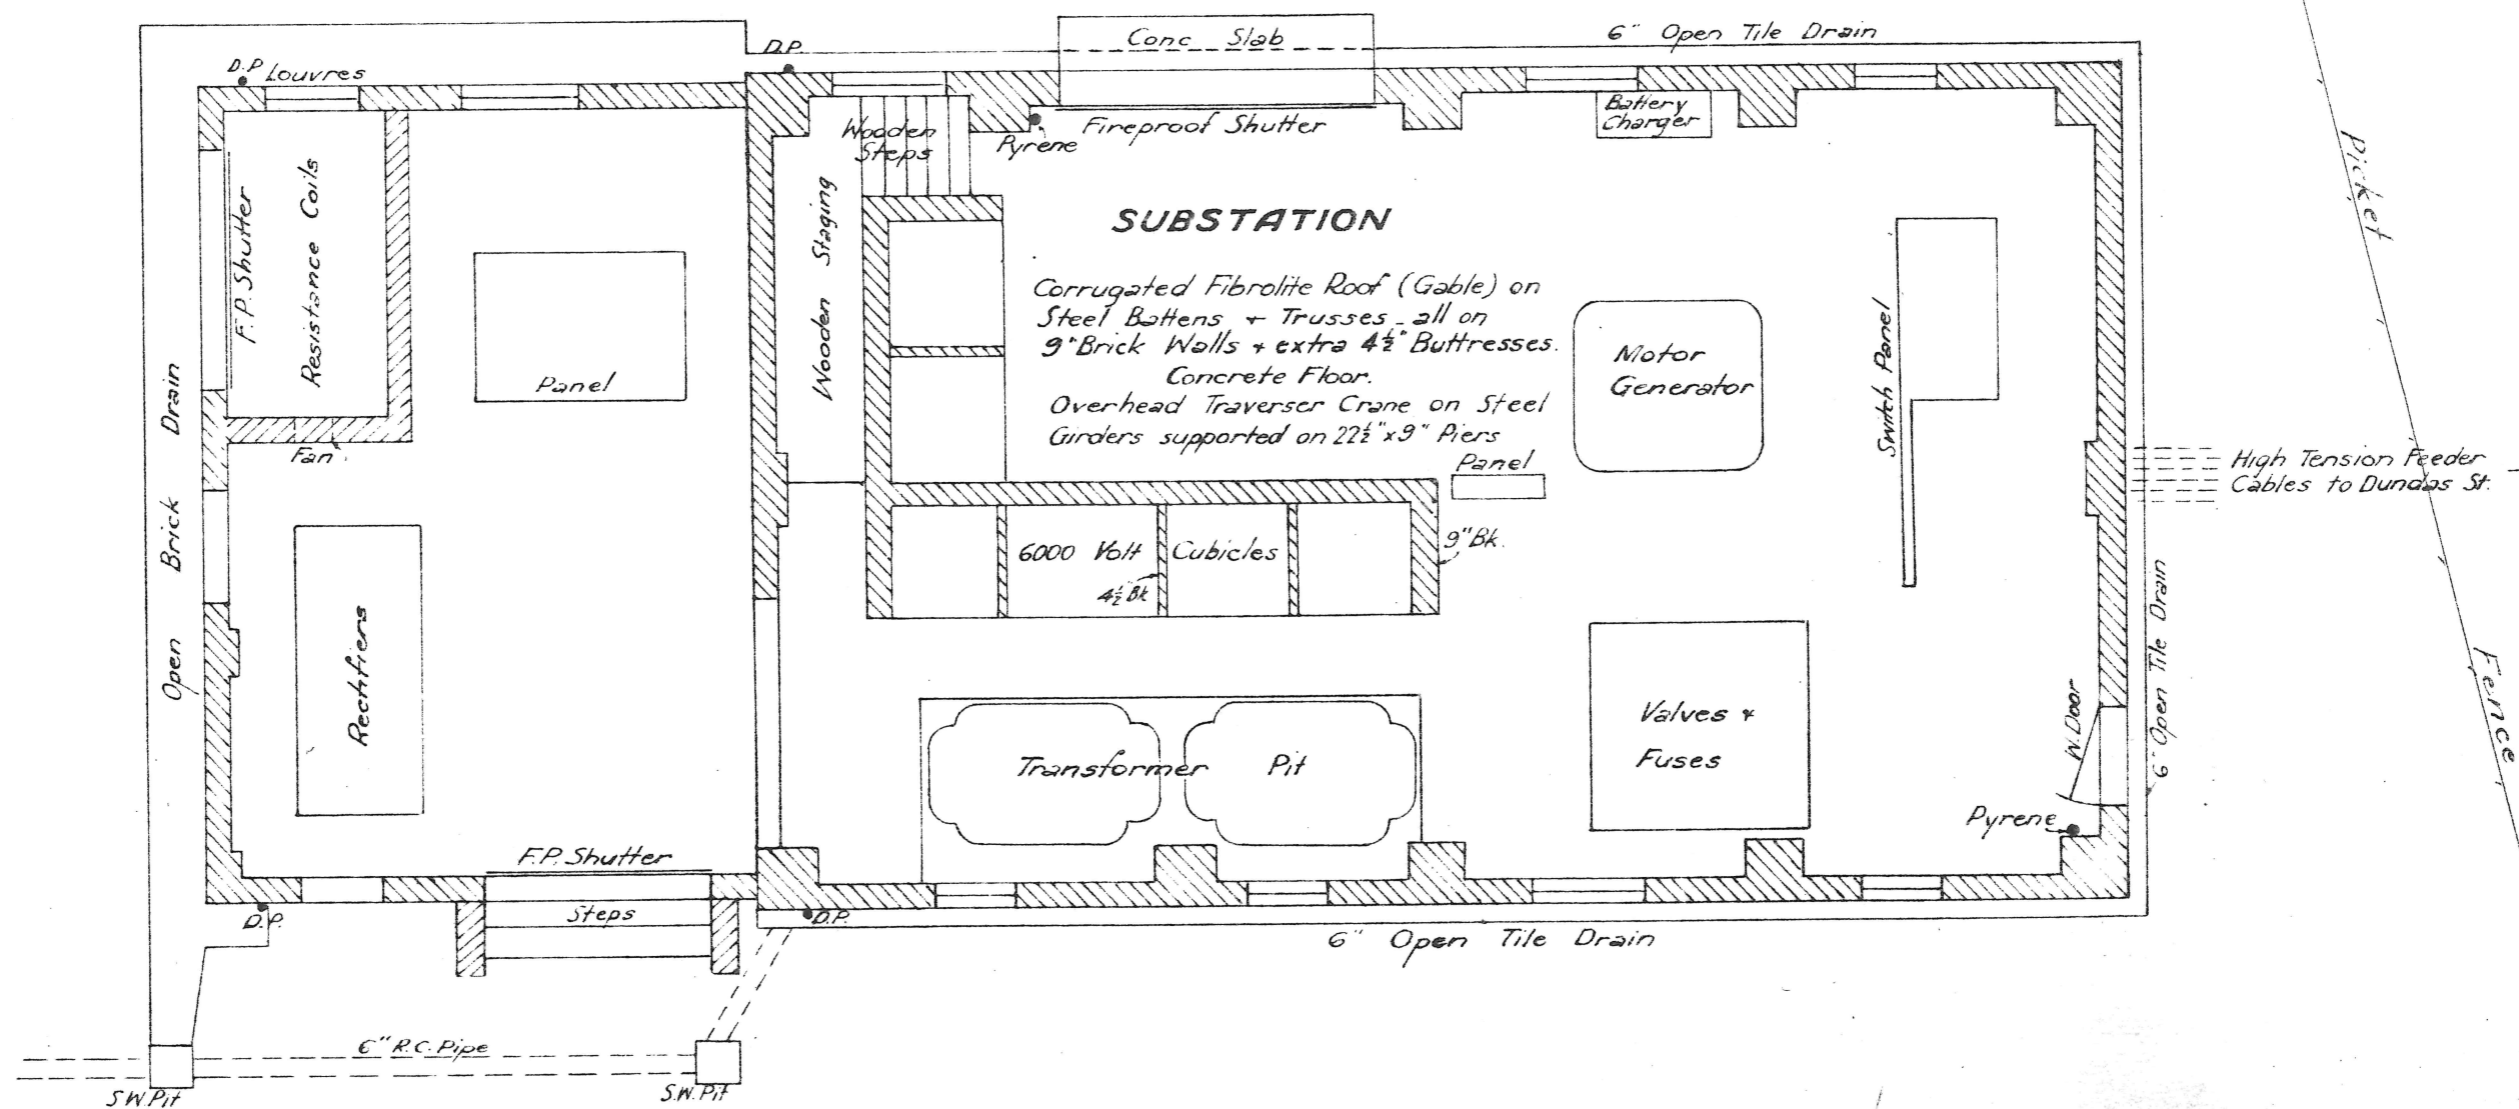 D.P.
Conc Slab
6" Open Tile Drain
D.P
Louvres
Wooden
Steps
Pyrene
Fireproof Shutter
Battery
Charger
Picket
F.P. Shutter
Resistance Coils
Wooden Staging
SUBSTATION
Corrugated Fibrolite Roof (Gable) on
Steel Battens + Trusses - all on
9" Brick Walls + extra 4½" Buttresses.
Concrete Floor.
Overhead Traverser Crane on Steel
Girders supported on 22½" x 9" Piers
Panel
Motor
Generator
Switch Panel
Open Brick Drain
Fan
Panel
High Tension Feeder
Cables to Dundas St.
6000 Volt Cubicles
9" Bk.
4½ Bk
Rectifiers
Transformer Pit
Valves +
Fuses
W. Door
6" Open Tile Drain
Fence
Pyrene
F.P. Shutter
D.P.
Steps
D.P.
6" Open Tile Drain
6" R.C. Pipe
S.W. Pit
S.W. Pit